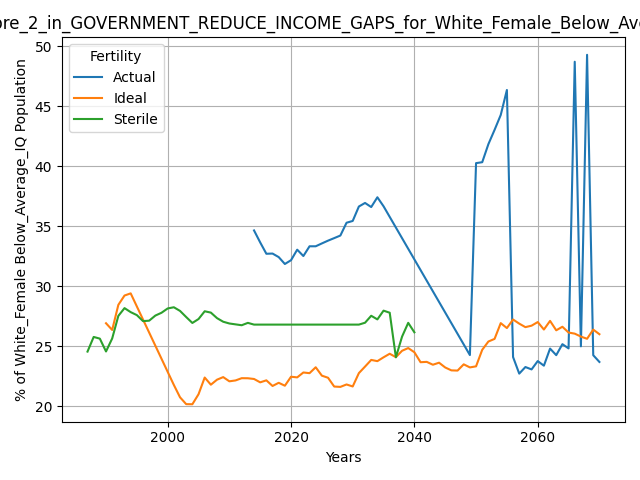 ore_2_in_GOVERNMENT_REDUCE_INCOME_GAPS_for_White_Female_Below_Ave
Fertility
Actual
Ideal
Sterile
% of White_Female Below_Average_IQ Population
50
45
40
35
30
25
20
2000
2020
2040
2060
Years